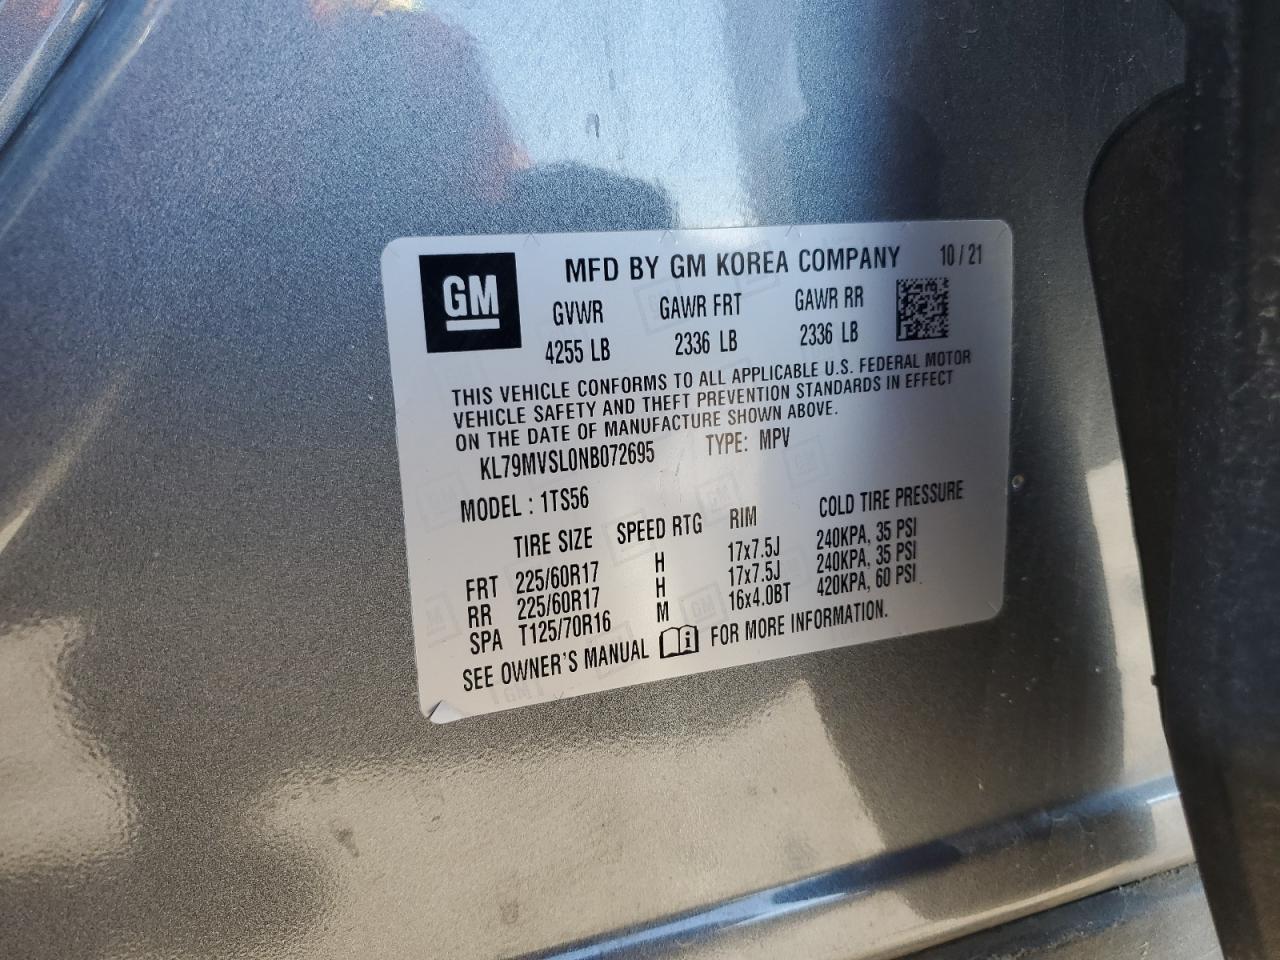 GM
MFD BY GM KOREA COMPANY 10/21
GVWR GAWR FRT GAWR RR
4255 LB 2336 LB 2336 LB
THIS VEHICLE CONFORMS TO ALL APPLICABLE U.S. FEDERAL MOTOR
VEHICLE SAFETY AND THEFT PREVENTION STANDARDS IN EFFECT
ON THE DATE OF MANUFACTURE SHOWN ABOVE.
KL79MVSL0NB072695 TYPE: MPV
MODEL : 1TS56
TIRE SIZE SPEED RTG RIM COLD TIRE PRESSURE
FRT 225/60R17 H 17x7.5J 240KPA, 35 PSI
RR 225/60R17 H 17x7.5J 240KPA, 35 PSI
SPA T125/70R16 M 16x4.0BT 420KPA, 60 PSI
SEE OWNER'S MANUAL i FOR MORE INFORMATION.